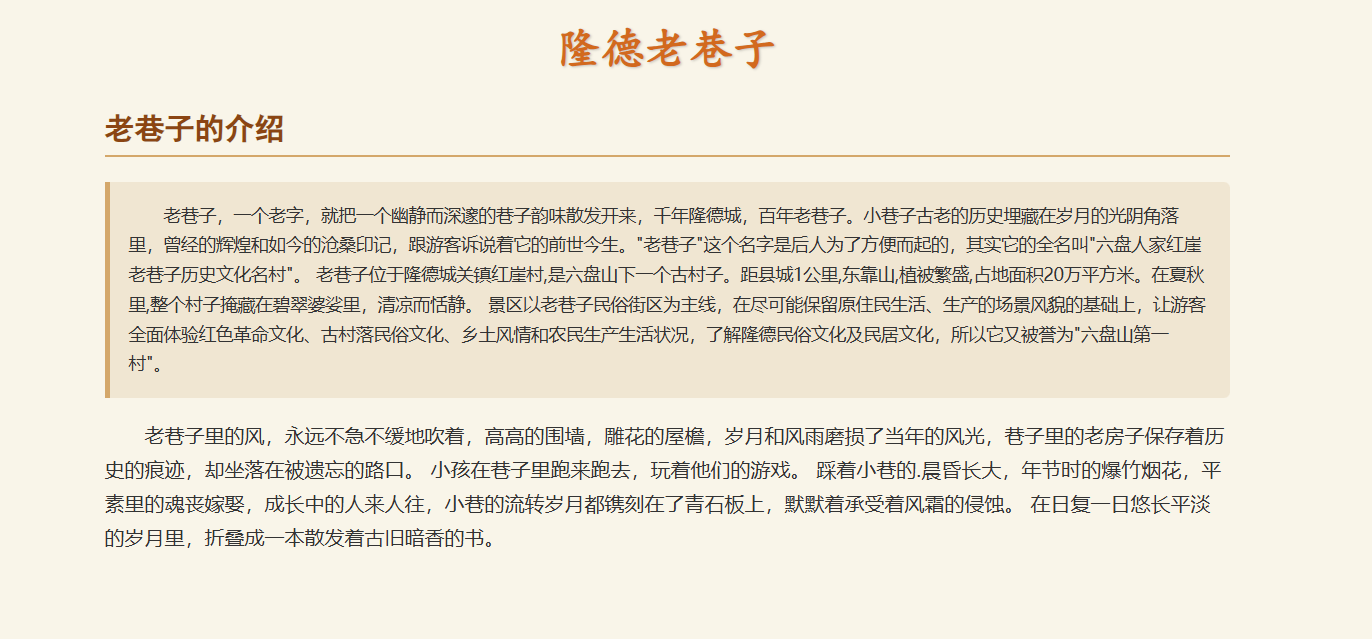 隆德老巷子
老巷子的介绍
老巷子，一个老字，就把一个幽静而深邃的巷子韵味散发开来，千年隆德城，百年老巷子。小巷子古老的历史埋藏在岁月的光阴角落
里，曾经的辉煌和如今的沧桑印记，跟游客诉说着它的前世今生。"老巷子"这个名字是后人为了方便而起的，其实它的全名叫"六盘人家红崖
老巷子历史文化名村"。 老巷子位于隆德城关镇红崖村,是六盘山下一个古村子。距县城1公里,东靠山,植被繁盛,占地面积20万平方米。在夏秋
里,整个村子掩藏在碧翠婆娑里，清凉而恬静。 景区以老巷子民俗街区为主线，在尽可能保留原住民生活、生产的场景风貌的基础上，让游客
全面体验红色革命文化、古村落民俗文化、乡土风情和农民生产生活状况，了解隆德民俗文化及民居文化，所以它又被誉为"六盘山第一
村"。
老巷子里的风，永远不急不缓地吹着，高高的围墙，雕花的屋檐，岁月和风雨磨损了当年的风光，巷子里的老房子保存着历
史的痕迹，却坐落在被遗忘的路口。 小孩在巷子里跑来跑去，玩着他们的游戏。 踩着小巷的.晨昏长大，年节时的爆竹烟花，平
素里的魂丧嫁娶，成长中的人来人往，小巷的流转岁月都镌刻在了青石板上，默默着承受着风霜的侵蚀。 在日复一日悠长平淡
的岁月里，折叠成一本散发着古旧暗香的书。